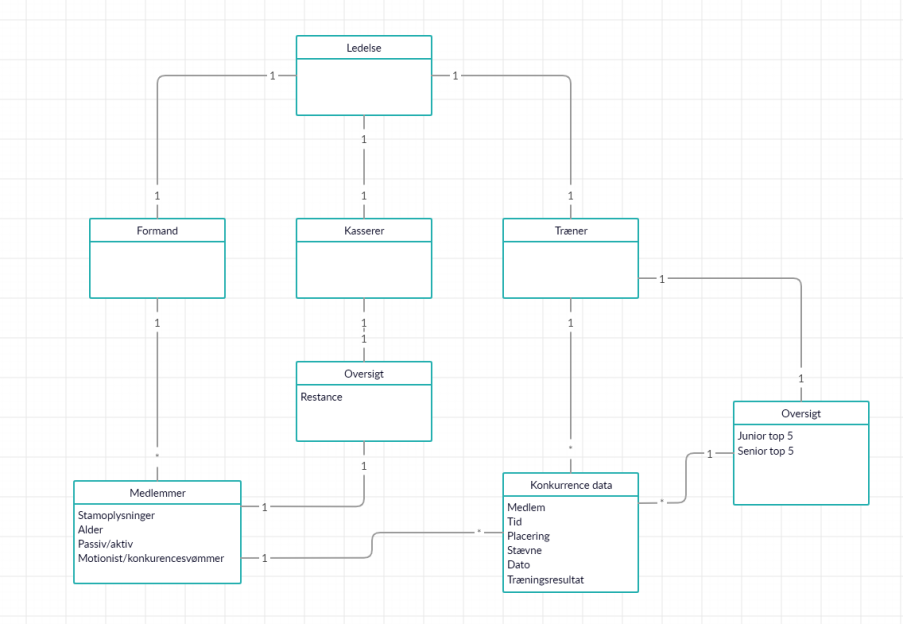 Ledelse
1
1
1
1
1
1
Formand
Kasserer
Træner
1
1
1
1
1
Oversigt
Restance
1
Oversigt
Junior top 5
Senior top 5
*
*
1
1
Medlemmer
Stamoplysninger
Alder
Passiv/aktiv
Motionist/konkurencesvømmer
1
1
*
*
Konkurrence data
Medlem
Tid
Placering
Stævne
Dato
Træningsresultat